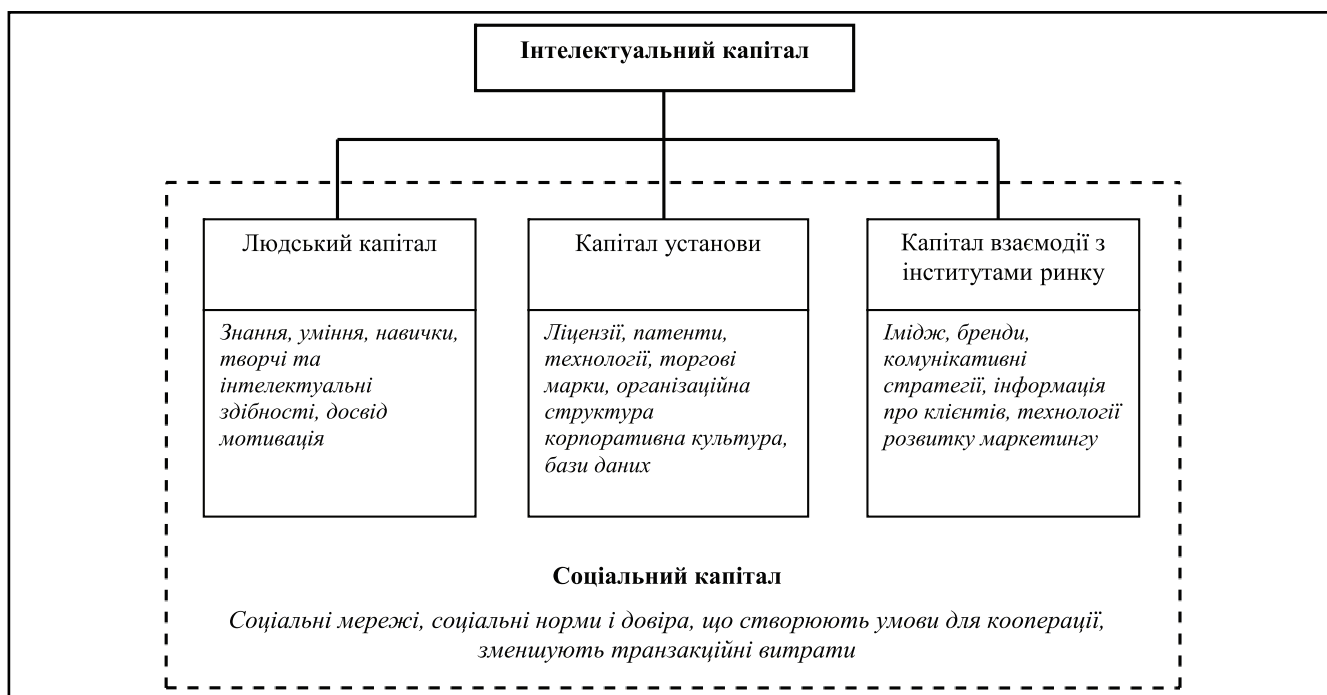 Інтелектуальний капітал
Людський капітал
Знання, уміння, навички,
творчі та
інтелектуальні
здібності, досвід
мотивація
Капітал установи
Ліцензії, патенти,
технології, торгові
марки, організаційна
структура
корпоративна культура,
бази даних
Капітал взаємодії з
інститутами ринку
Імідж, бренди,
комунікативні
стратегії, інформація
про клієнтів, технології
розвитку маркетингу
Соціальний капітал
Соціальні мережі, соціальні норми і довіра, що створюють умови для кооперації,
зменшують транзакційні витрати